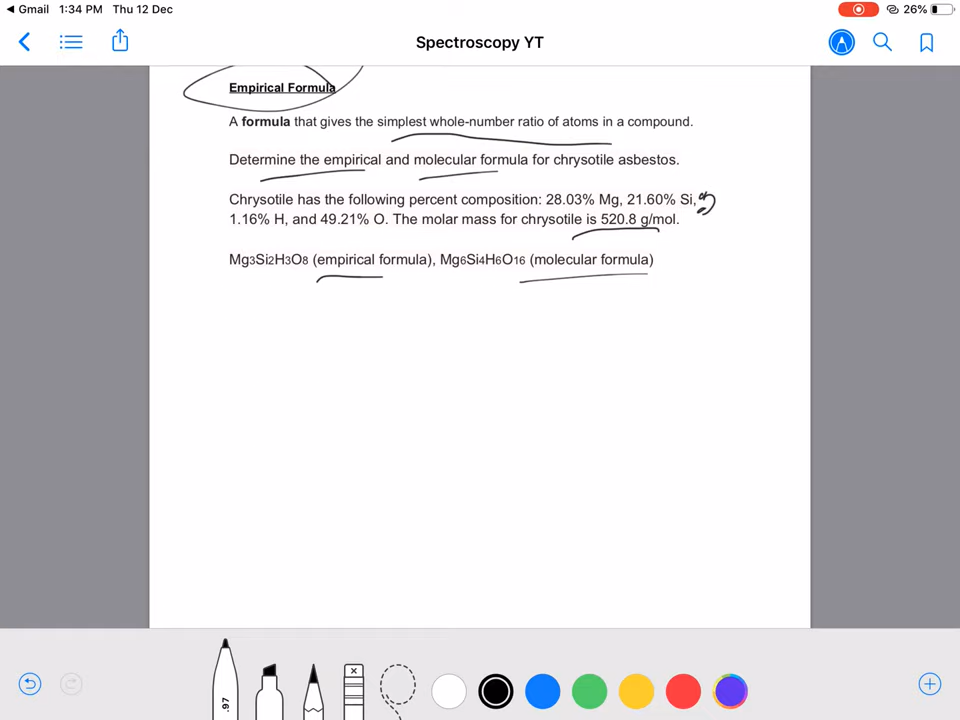 Gmail 1:34 PM Thu 12 Dec 26%
Spectroscopy YT
Empirical Formula
A formula that gives the simplest whole-number ratio of atoms in a compound.
Determine the empirical and molecular formula for chrysotile asbestos.
Chrysotile has the following percent composition: 28.03% Mg, 21.60% Si,
1.16% H, and 49.21% O. The molar mass for chrysotile is 520.8 g/mol.
Mg3Si2H3O8 (empirical formula), Mg6Si4H6O16 (molecular formula)
.97